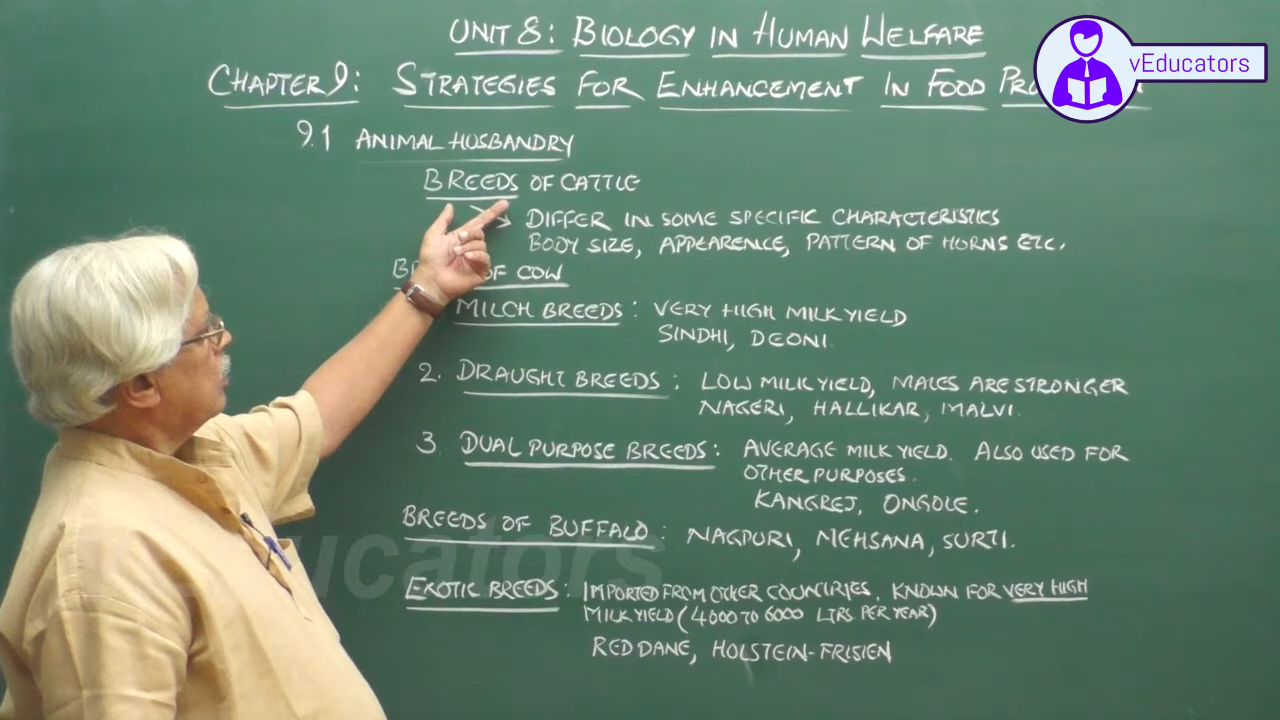 UNIT 8: BIOLOGY IN HUMAN WELFARE
vEducators
CHAPTER 9: STRATEGIES FOR ENHANCEMENT IN FOOD
9.1 ANIMAL HUSBANDRY
BREEDS OF CATTLE
DIFFER IN SOME SPECIFIC CHARACTERISTICS
BODY SIZE, APPEARENCE, PATTERN OF HORNS ETC.
OF COW
MILCH BREEDS: VERY HIGH MILK YIELD
SINDHI, DEONI.
2. DRAUGHT BREEDS: LOW MILK YIELD, MALES ARE STRONGER
NAGERI, HALLIKAR, MALVI.
3. DUAL PURPOSE BREEDS: AVERAGE MILK YIELD. ALSO USED FOR
OTHER PURPOSES.
KANGREJ, ONGOLE.
BREEDS OF BUFFALO: NAGPURI, MEHSANA, SURTI.
EXOTIC BREEDS: IMPORTED FROM OTHER COUNTRIES. KNOWN FOR VERY HIGH
MILK YIELD (4000 TO 6000 LTRS PER YEAR)
RED DANE, HOLSTEIN-FRISIEN